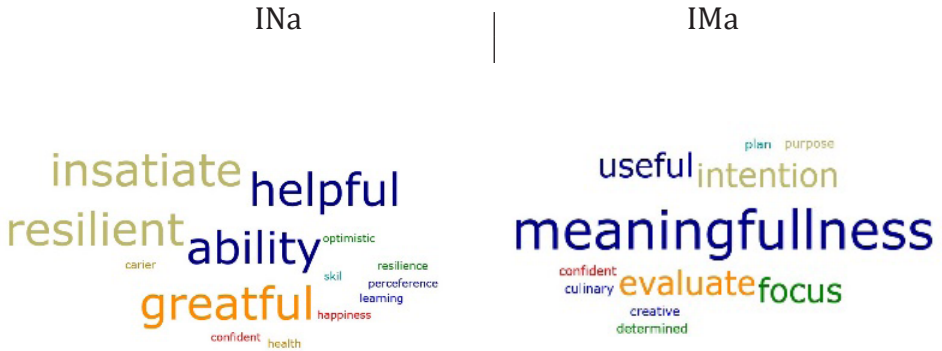 INa
IMa
insatiate
helpful
resilient
ability
optimistic
carier
resilience
skil
perceference
learning
greatful
happiness
confident
health
plan
purpose
useful
intention
meaningfullness
confident
culinary
evaluate
focus
creative
determined